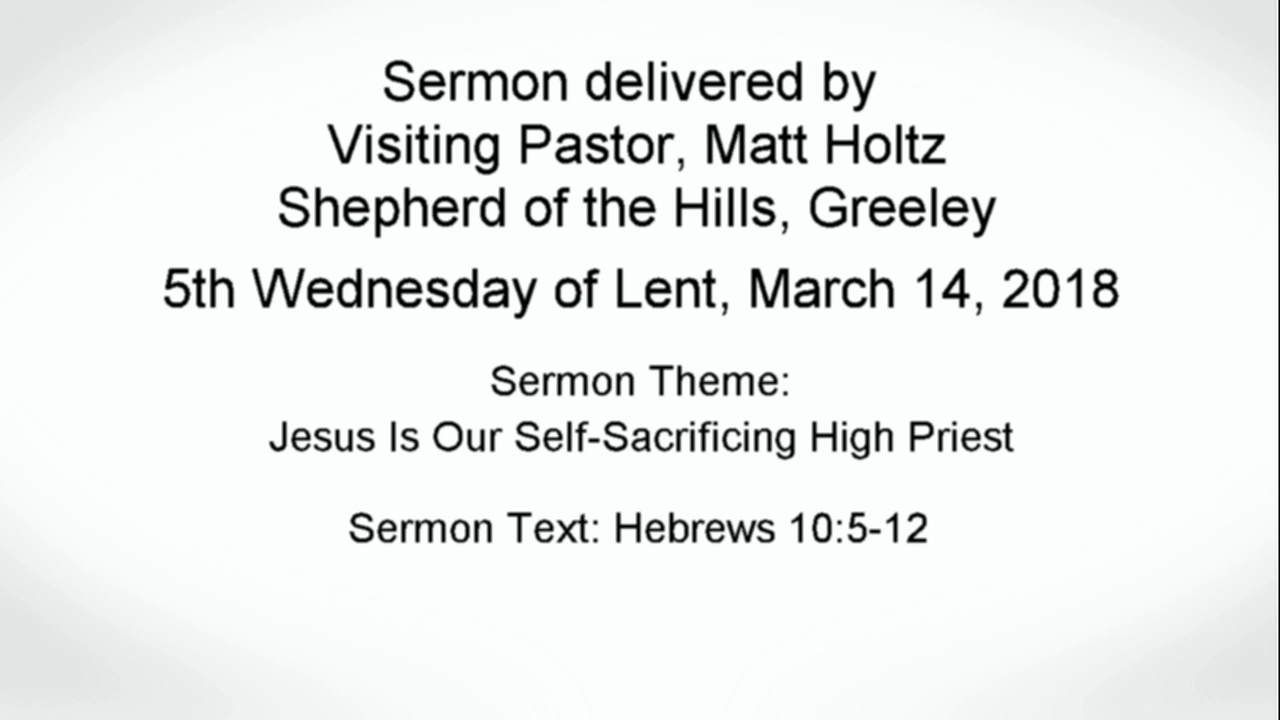 Sermon delivered by
Visiting Pastor, Matt Holtz
Shepherd of the Hills, Greeley
5th Wednesday of Lent, March 14, 2018
Sermon Theme:
Jesus Is Our Self-Sacrificing High Priest
Sermon Text: Hebrews 10:5-12